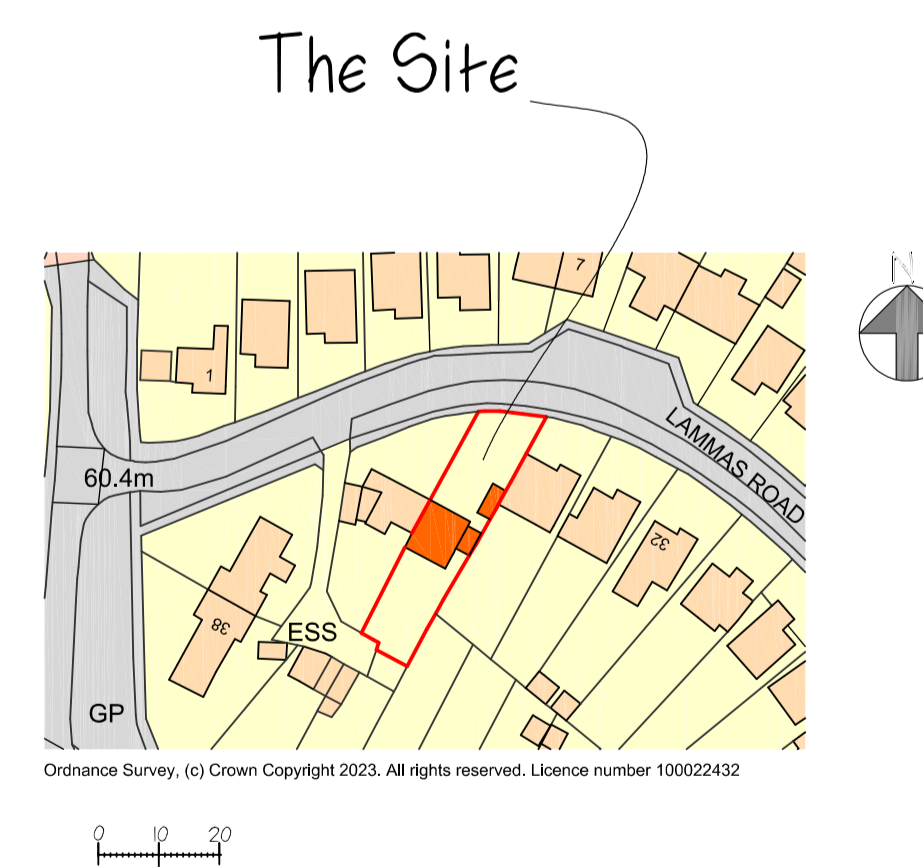 The Site
N
7
1
LAMMAS ROAD
60.4m
32
38
ESS
GP
Ordnance Survey, (c) Crown Copyright 2023. All rights reserved. Licence number 100022432
0 10 20